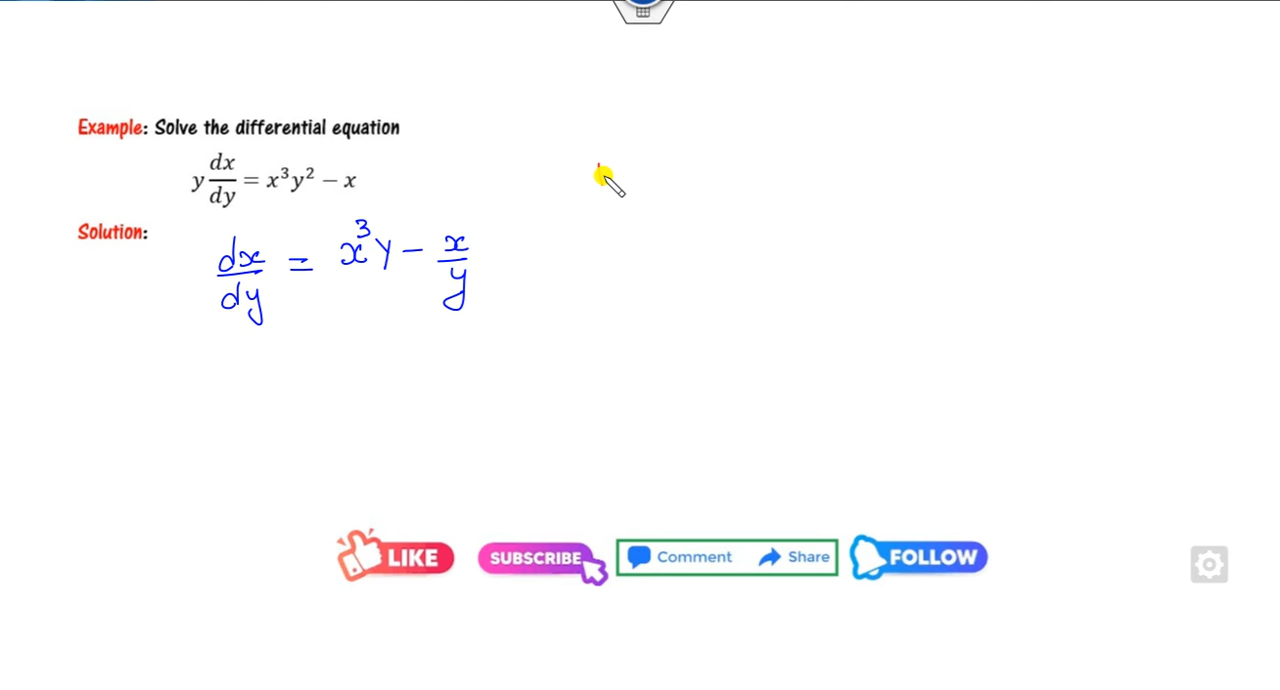 Example: Solve the differential equation
y dx/dy = x³y² − x
Solution:
dx/dy = x³y − x/y
LIKE SUBSCRIBE Comment Share FOLLOW